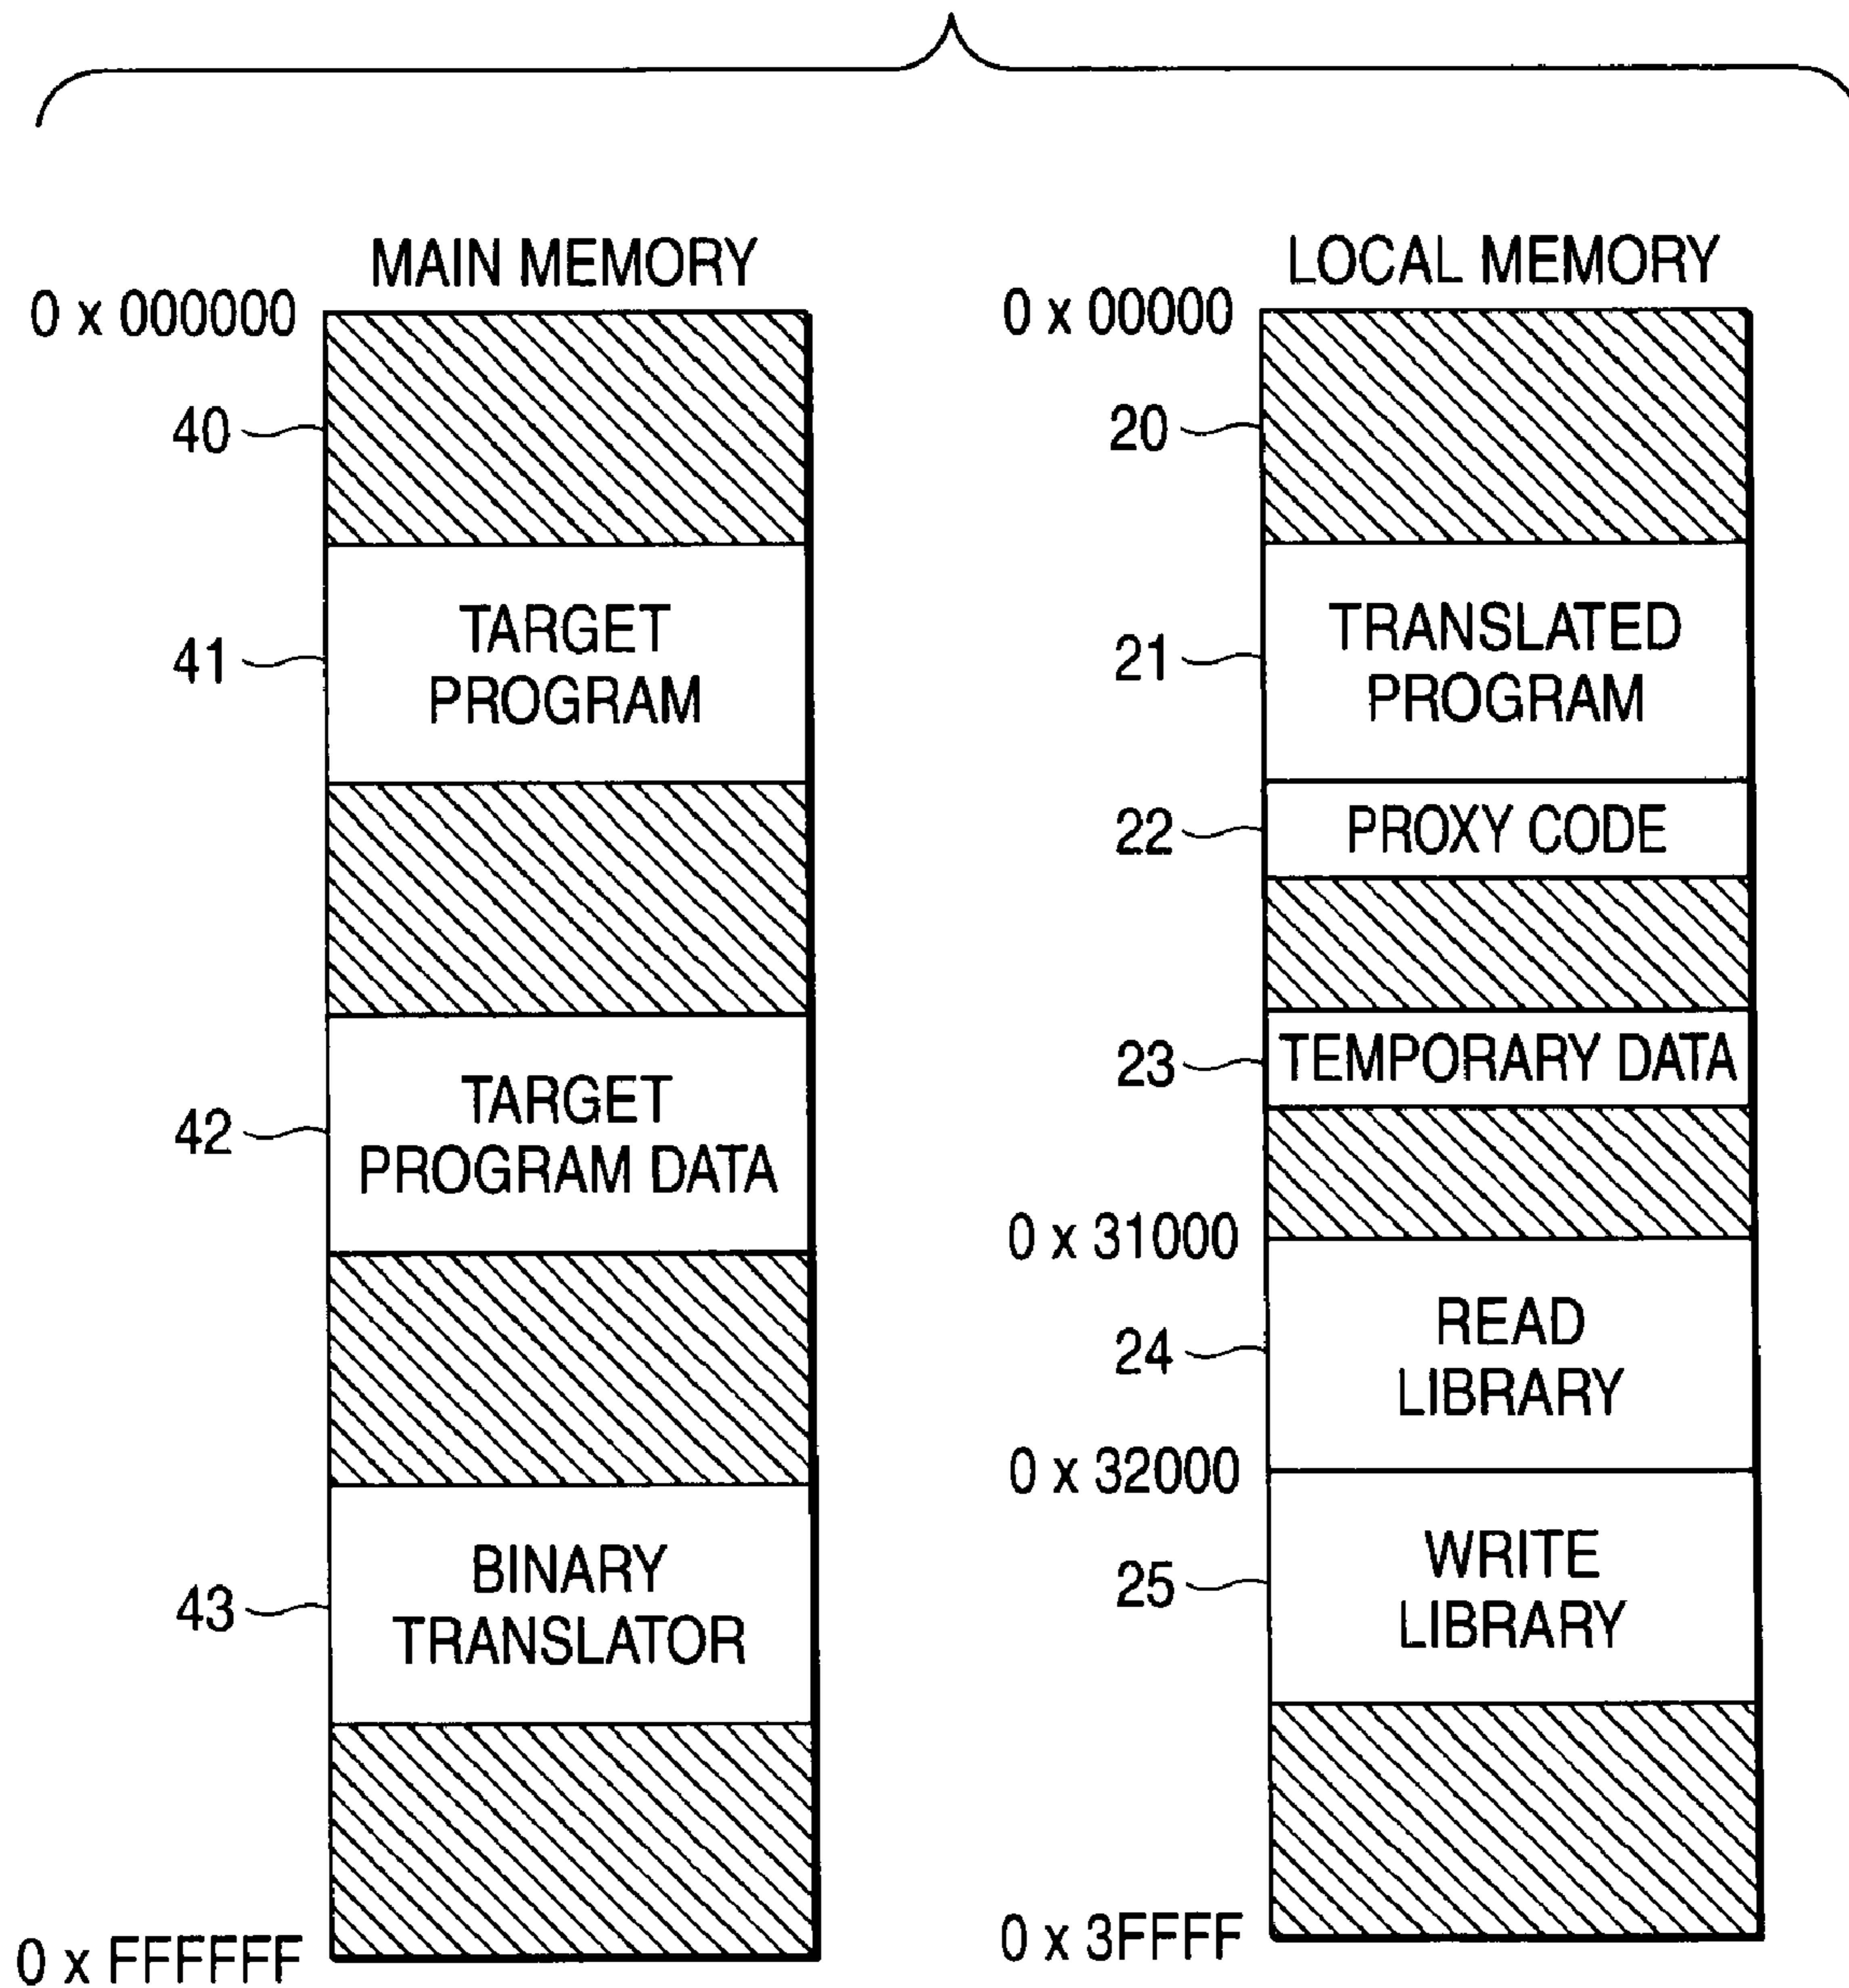 MAIN MEMORY
0 x 000000
40
41
TARGET
PROGRAM
42
TARGET
PROGRAM DATA
43
BINARY
TRANSLATOR
0 x FFFFFF
LOCAL MEMORY
0 x 00000
20
21
TRANSLATED
PROGRAM
22
PROXY CODE
23
TEMPORARY DATA
0 x 31000
24
READ
LIBRARY
0 x 32000
25
WRITE
LIBRARY
0 x 3FFFF